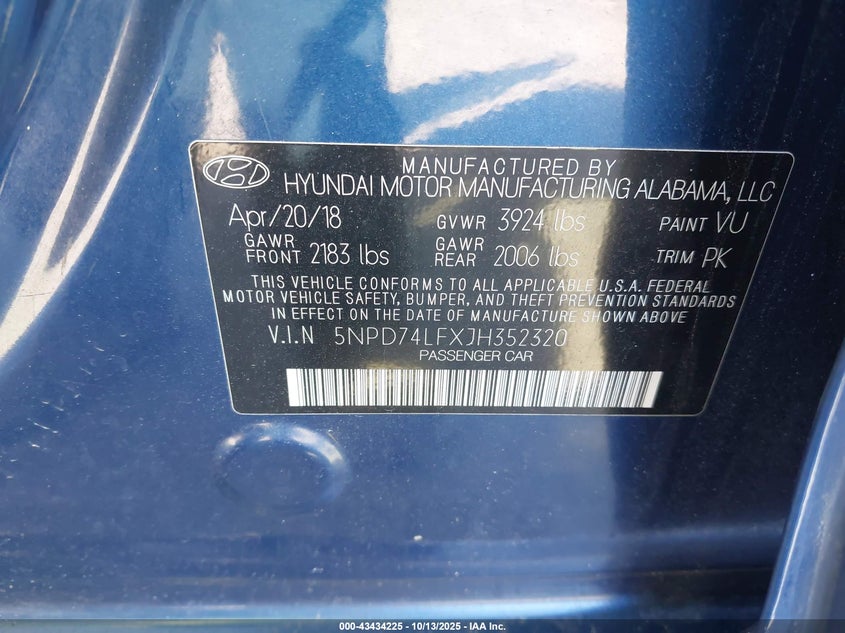 MANUFACTURED BY
HYUNDAI MOTOR MANUFACTURING ALABAMA, LLC
Apr/20/18 GVWR 3924 lbs PAINT VU
GAWR FRONT 2183 lbs GAWR REAR 2006 lbs TRIM PK
THIS VEHICLE CONFORMS TO ALL APPLICABLE U.S.A. FEDERAL
MOTOR VEHICLE SAFETY, BUMPER, AND THEFT PREVENTION STANDARDS
IN EFFECT ON THE DATE OF MANUFACTURE SHOWN ABOVE
V.I.N 5NPD74LFXJH352320
PASSENGER CAR
000-43434225 - 10/13/2025 - IAA Inc.